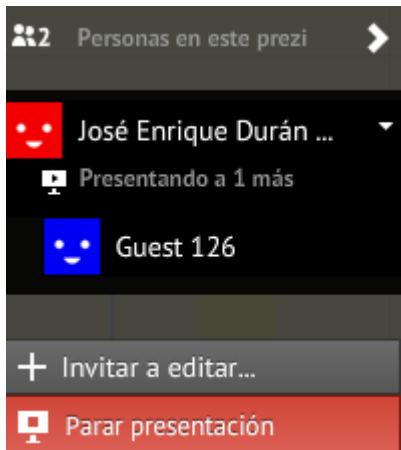 2 Personas en este prezi
José Enrique Durán ...
Presentando a 1 más
Guest 126
Invitar a editar...
Parar presentación